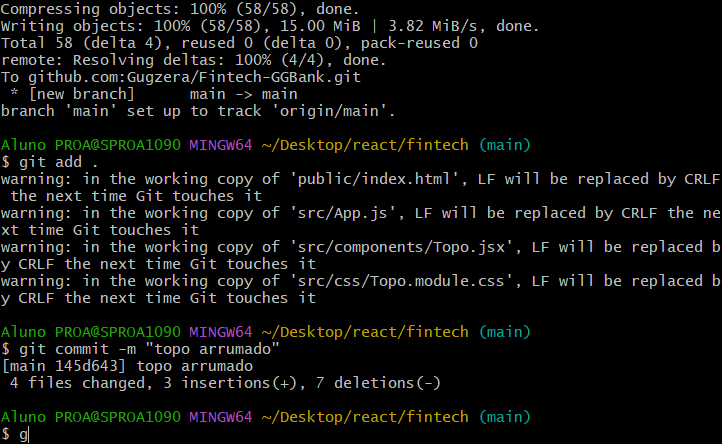 Compressing objects: 100% (58/58), done.
Writing objects: 100% (58/58), 15.00 MiB | 3.82 MiB/s, done.
Total 58 (delta 4), reused 0 (delta 0), pack-reused 0
remote: Resolving deltas: 100% (4/4), done.
To github.com:Gugzera/Fintech-GGBank.git
 * [new branch]      main -> main
branch 'main' set up to track 'origin/main'.

Aluno PROA@SPROA1090 MINGW64 ~/Desktop/react/fintech (main)
$ git add .
warning: in the working copy of 'public/index.html', LF will be replaced by CRLF
 the next time Git touches it
warning: in the working copy of 'src/App.js', LF will be replaced by CRLF the ne
xt time Git touches it
warning: in the working copy of 'src/components/Topo.jsx', LF will be replaced b
y CRLF the next time Git touches it
warning: in the working copy of 'src/css/Topo.module.css', LF will be replaced b
y CRLF the next time Git touches it

Aluno PROA@SPROA1090 MINGW64 ~/Desktop/react/fintech (main)
$ git commit -m "topo arrumado"
[main 145d643] topo arrumado
 4 files changed, 3 insertions(+), 7 deletions(-)

Aluno PROA@SPROA1090 MINGW64 ~/Desktop/react/fintech (main)
$ g